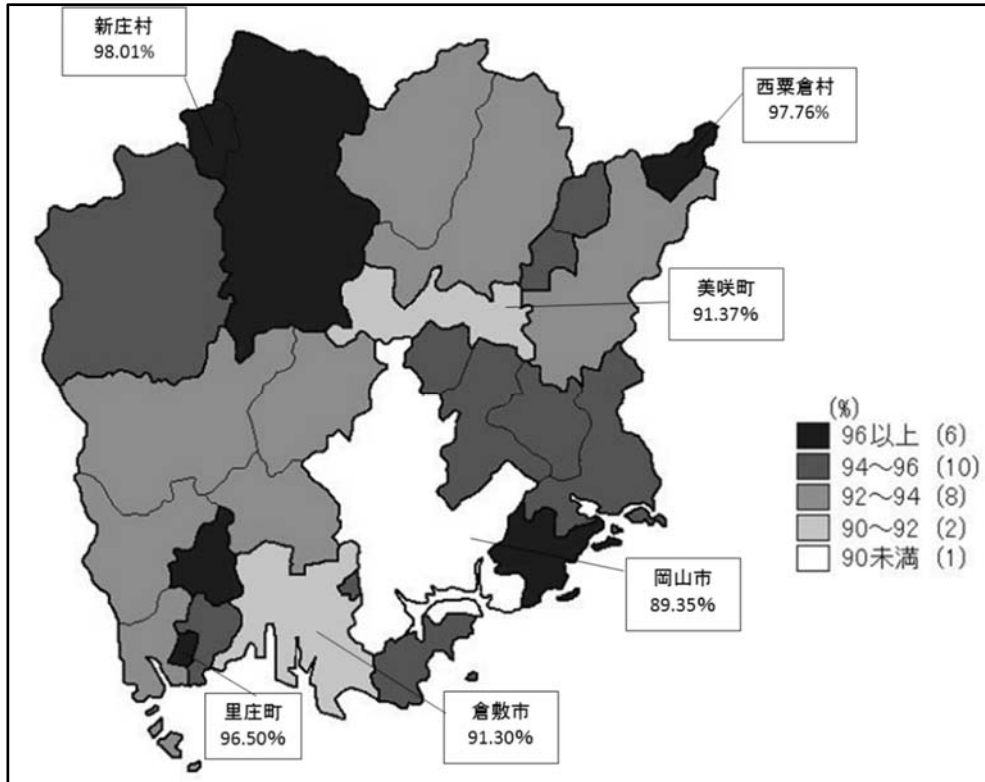 新庄村
98.01%
西粟倉村
97.76%
美咲町
91.37%
(%)
96以上 (6)
94～96 (10)
92～94 (8)
90～92 (2)
90未満 (1)
岡山市
89.35%
里庄町
96.50%
倉敷市
91.30%